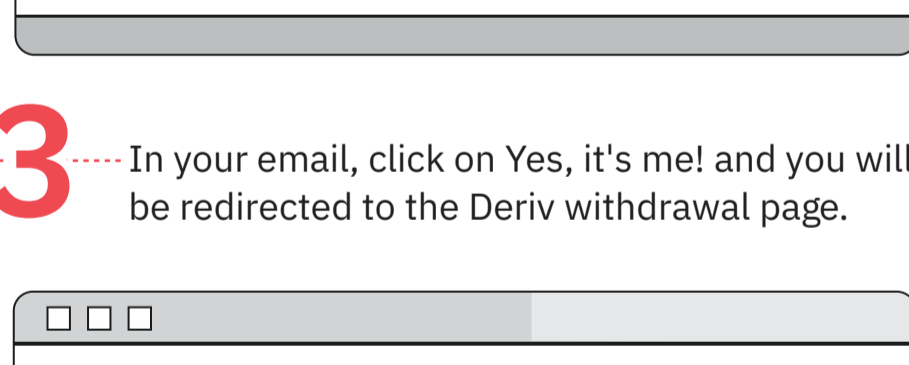 3
In your email, click on Yes, it's me! and you will
be redirected to the Deriv withdrawal page.